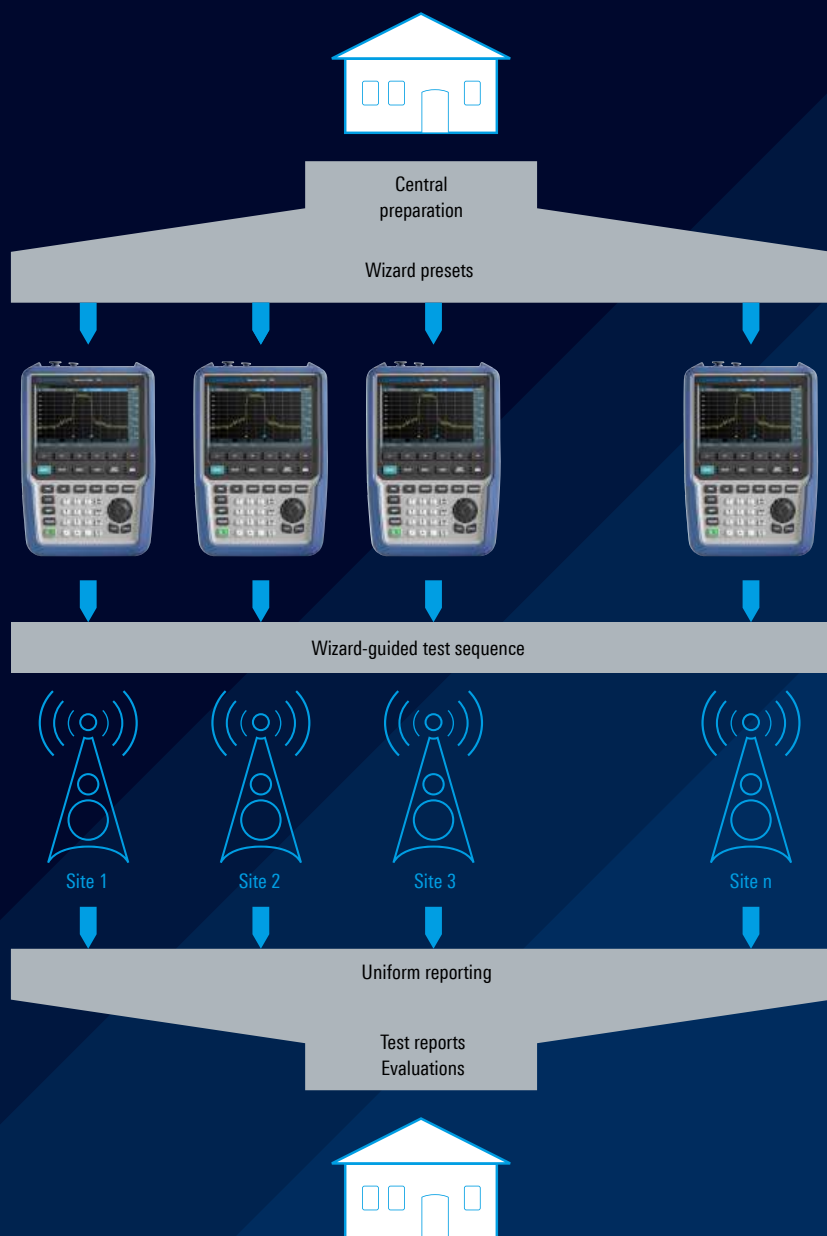 Central
preparation
Wizard presets
Wizard-guided test sequence
Site 1
Site 2
Site 3
Site n
Uniform reporting
Test reports
Evaluations